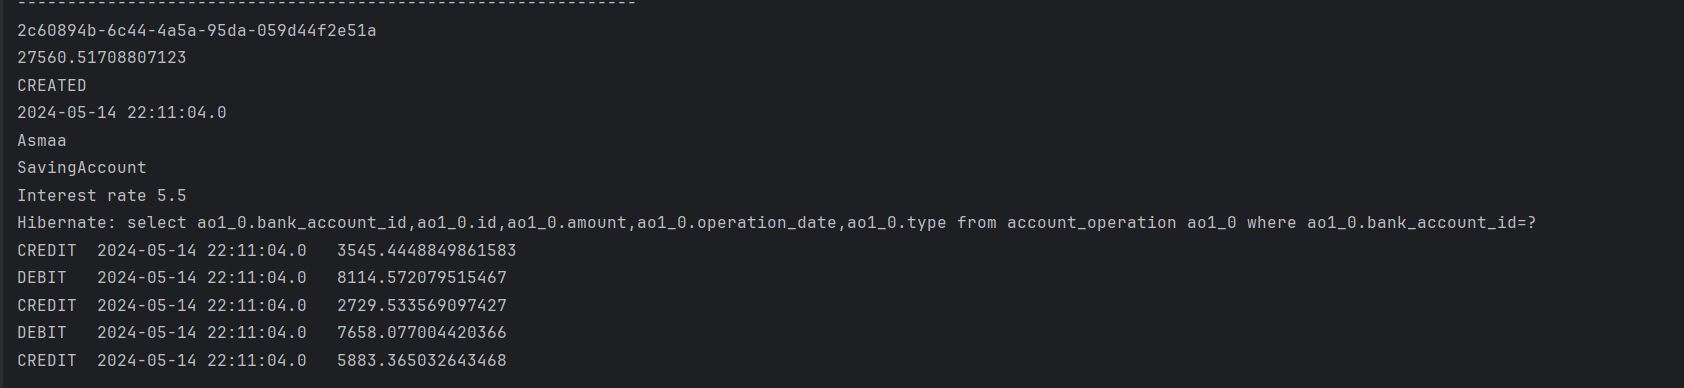 --------------------------------------------------------------
2c60894b-6c44-4a5a-95da-059d44f2e51a
27560.51708807123
CREATED
2024-05-14 22:11:04.0
Asmaa
SavingAccount
Interest rate 5.5
Hibernate: select ao1_0.bank_account_id,ao1_0.id,ao1_0.amount,ao1_0.operation_date,ao1_0.type from account_operation ao1_0 where ao1_0.bank_account_id=?
CREDIT  2024-05-14 22:11:04.0   3545.4448849861583
DEBIT   2024-05-14 22:11:04.0   8114.572079515467
CREDIT  2024-05-14 22:11:04.0   2729.533569097427
DEBIT   2024-05-14 22:11:04.0   7658.077004420366
CREDIT  2024-05-14 22:11:04.0   5883.365032643468